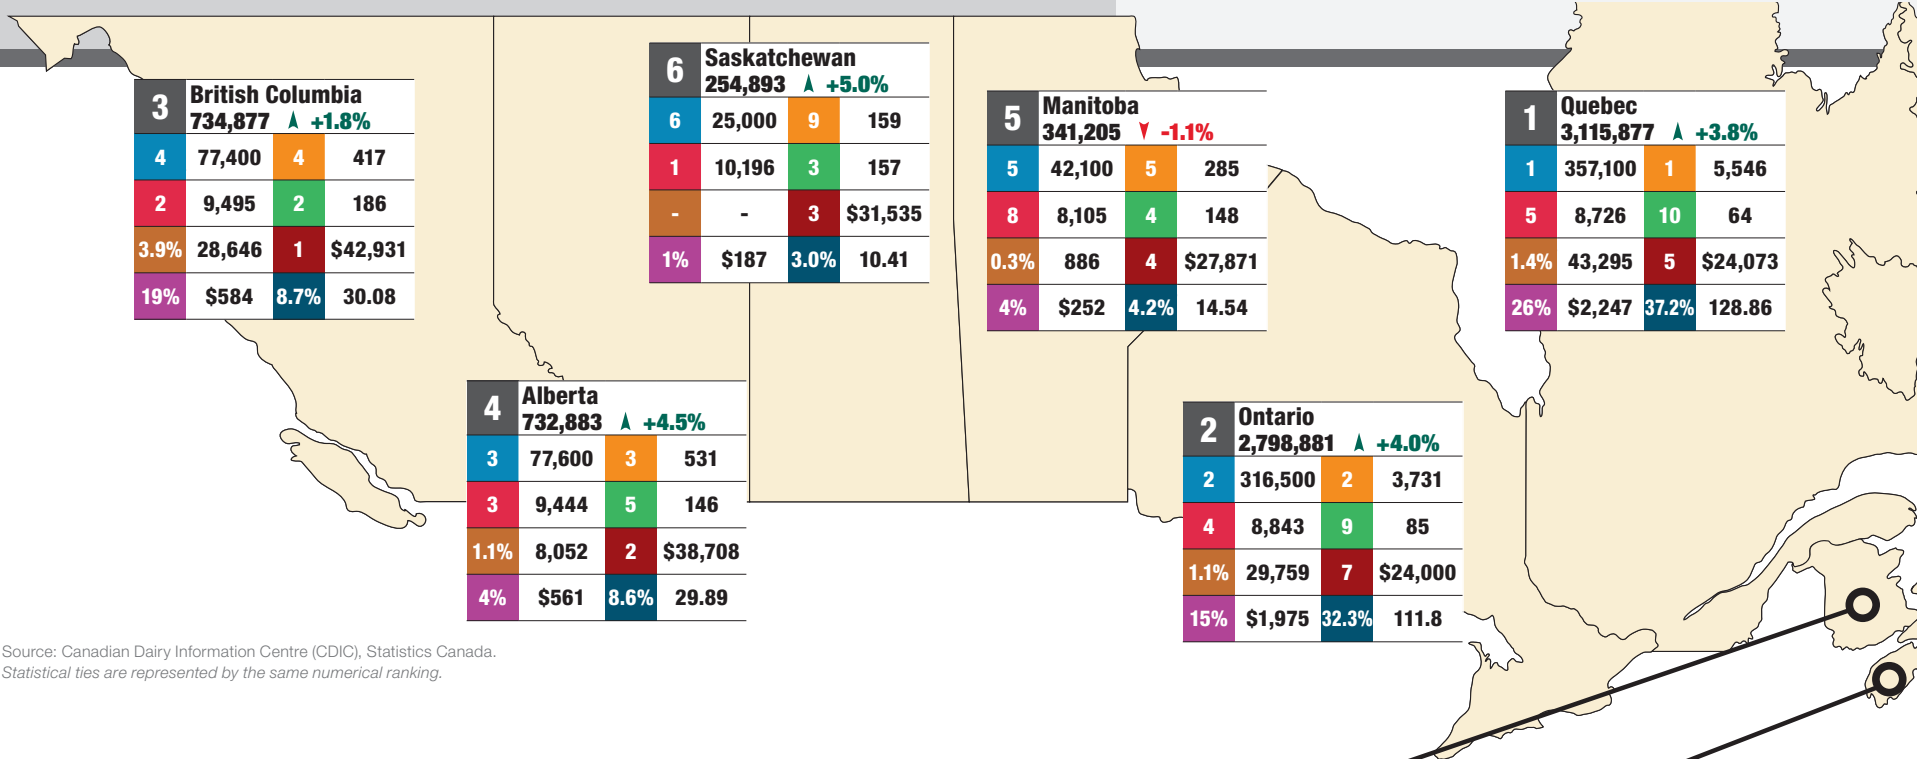 3 British Columbia
734,877 +1.8%
4 77,400 4 417
2 9,495 2 186
3.9% 28,646 1 $42,931
19% $584 8.7% 30.08
6 Saskatchewan
254,893 +5.0%
6 25,000 9 159
1 10,196 3 157
- - 3 $31,535
1% $187 3.0% 10.41
5 Manitoba
341,205 -1.1%
5 42,100 5 285
8 8,105 4 148
0.3% 886 4 $27,871
4% $252 4.2% 14.54
1 Quebec
3,115,877 +3.8%
1 357,100 1 5,546
5 8,726 10 64
1.4% 43,295 5 $24,073
26% $2,247 37.2% 128.86
4 Alberta
732,883 +4.5%
3 77,600 3 531
3 9,444 5 146
1.1% 8,052 2 $38,708
4% $561 8.6% 29.89
2 Ontario
2,798,881 +4.0%
2 316,500 2 3,731
4 8,843 9 85
1.1% 29,759 7 $24,000
15% $1,975 32.3% 111.8
Source: Canadian Dairy Information Centre (CDIC), Statistics Canada.
Statistical ties are represented by the same numerical ranking.